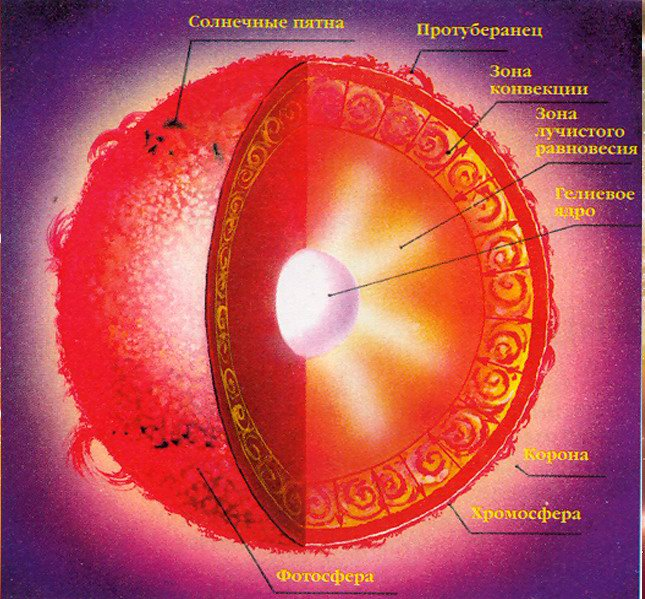 Солнечные пятна
Протуберанец
Зона
конвекции
Зона
лучистого
равновесия
Гелиевое
ядро
Корона
Хромосфера
Фотосфера